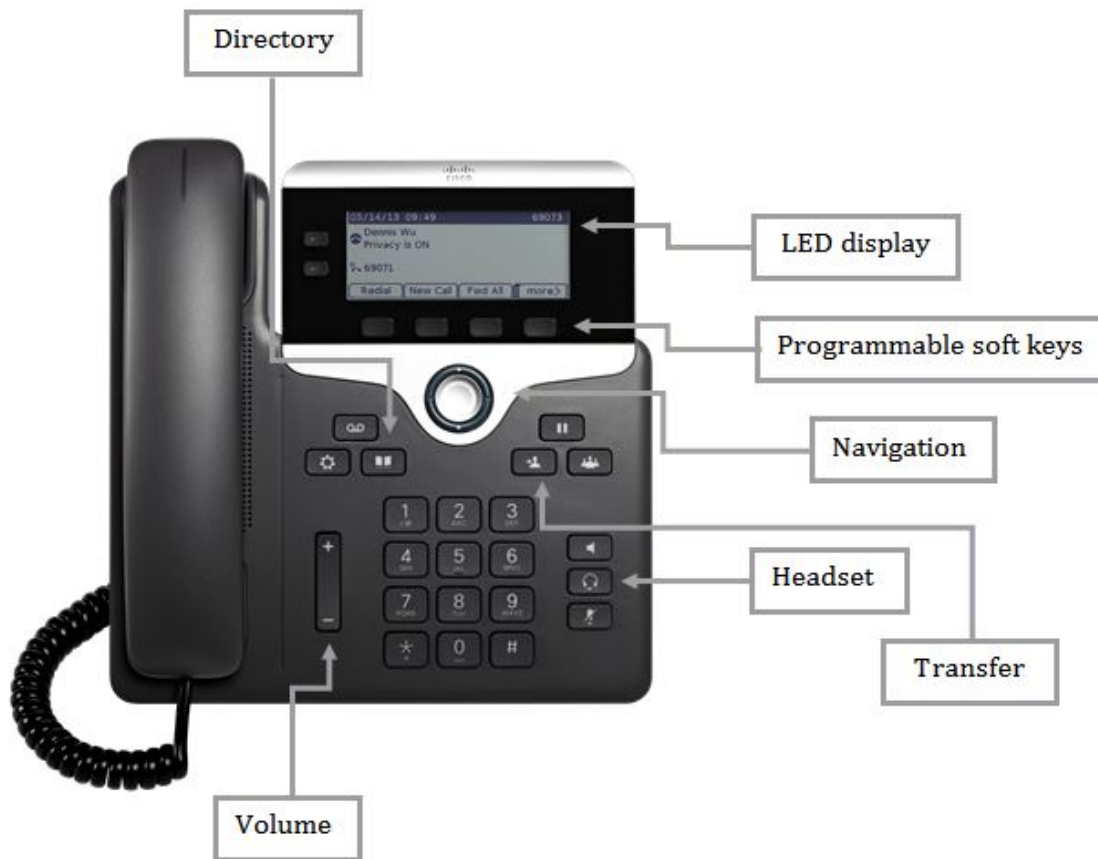 Directory
CISCO
03/14/13 09:49 69073
Dennis Wu
Privacy is ON
69071
Redial New Call Fwd All more
LED display
Programmable soft keys
Navigation
1 2 ABC 3 DEF
4 GHI 5 JKL 6 MNO
7 PQRS 8 TUV 9 WXYZ
* 0 #
+
−
Headset
Transfer
Volume